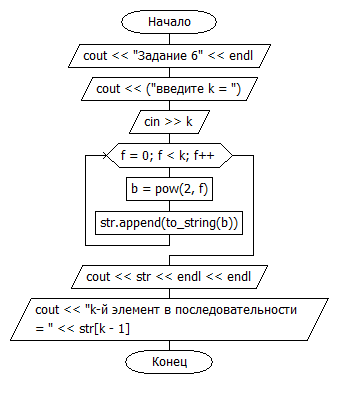 Начало
cout << "Задание 6" << endl
cout << ("введите k = ")
cin >> k
f = 0; f < k; f++
b = pow(2, f)
str.append(to_string(b))
cout << str << endl << endl
cout << "k-й элемент в последовательности
= " << str[k - 1]
Конец